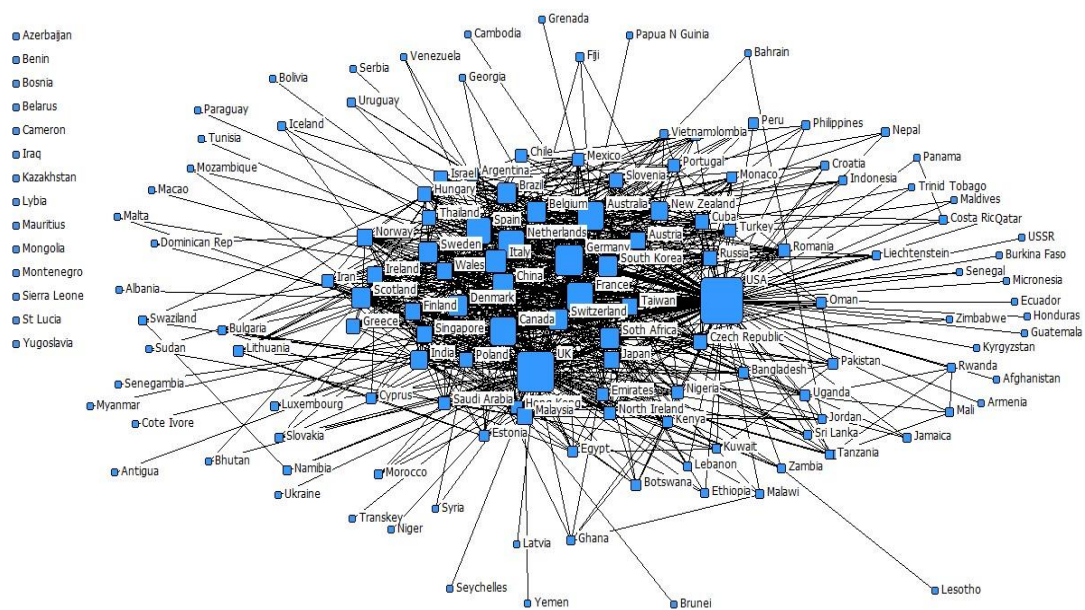 Azerbaijan
Benin
Bosnia
Belarus
Cameron
Iraq
Kazakhstan
Lybia
Mauritius
Mongolia
Montenegro
Sierra Leone
St Lucia
Yugoslavia
Grenada
Cambodia
Papua N Guinia
Venezuela
Fiji
Bahrain
Serbia
Georgia
Bolivia
Uruguay
Paraguay
Iceland
Peru
Philippines
Vietnamlombia
Nepal
Tunisia
Chile
Mexico
Portugal
Croatia
Panama
Mozambique
Israel
Argentina
Slovenia
Monaco
Indonesia
Macao
Hungary
Brazil
Trinid Tobago
Maldives
Malta
Thailand
Spain
Belgium
Australia
New Zealand
Cuba
Costa Ric
Qatar
Norway
Netherlands
Austria
Turkey
USSR
Dominican Rep
Sweden
Italy
Germany
Russia
Romania
Liechtenstein
Burkina Faso
Iran
Ireland
Wales
China
South Korea
Senegal
Micronesia
Albania
Scotland
Denmark
France
Taiwan
USA
Oman
Ecuador
Swaziland
Finland
Canada
Switzerland
Zimbabwe
Honduras
Bulgaria
Greece
Singapore
Soth Africa
Czech Republic
Guatemala
Sudan
Lithuania
India
Poland
UK
Japan
Kyrgyzstan
Bangladesh
Pakistan
Rwanda
Afghanistan
Senegambia
Cyprus
Emirates
Nigeria
Uganda
Myanmar
Luxembourg
Saudi Arabia
Malaysia
North Ireland
Kenya
Jordan
Mali
Armenia
Cote Ivore
Slovakia
Estonia
Sri Lanka
Jamaica
Egypt
Kuwait
Tanzania
Antigua
Bhutan
Namibia
Morocco
Lebanon
Zambia
Ukraine
Botswana
Ethiopia
Malawi
Syria
Transkey
Niger
Latvia
Ghana
Seychelles
Yemen
Brunei
Lesotho